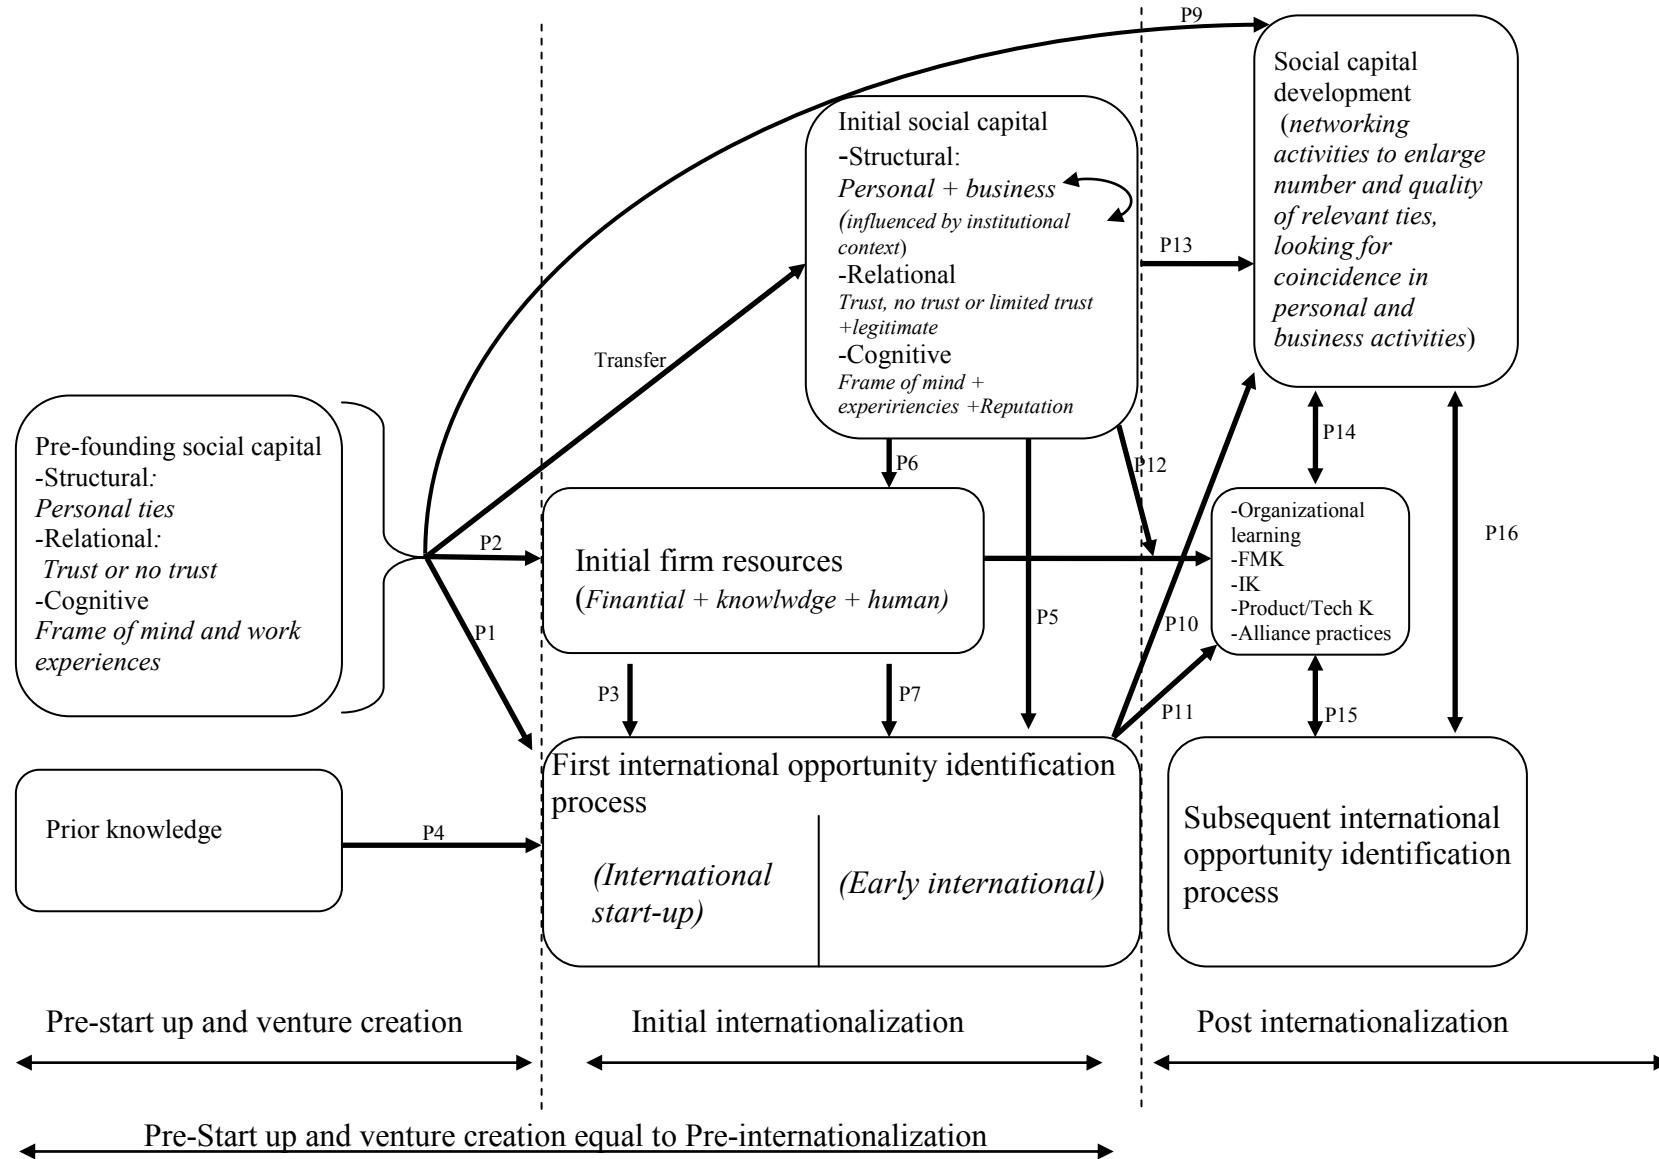 P9
Social capital
development
(networking
activities to enlarge
number and quality
of relevant ties,
looking for
coincidence in
personal and
business activities)
Initial social capital
-Structural:
Personal + business
(influenced by institutional
context)
-Relational
Trust, no trust or limited trust
+legitimate
-Cognitive
Frame of mind +
expeririencies +Reputation
P13
Transfer
Pre-founding social capital
-Structural:
Personal ties
-Relational:
Trust or no trust
-Cognitive
Frame of mind and work
experiences
P6
P12
P14
P2
Initial firm resources
(Finantial + knowlwdge + human)
-Organizational
learning
-FMK
-IK
-Product/Tech K
-Alliance practices
P16
P1
P5
P10
P3
P7
P11
P15
First international opportunity identification
process
(International
start-up)
(Early international)
Prior knowledge
P4
Subsequent international
opportunity identification
process
Pre-start up and venture creation
Initial internationalization
Post internationalization
Pre-Start up and venture creation equal to Pre-internationalization